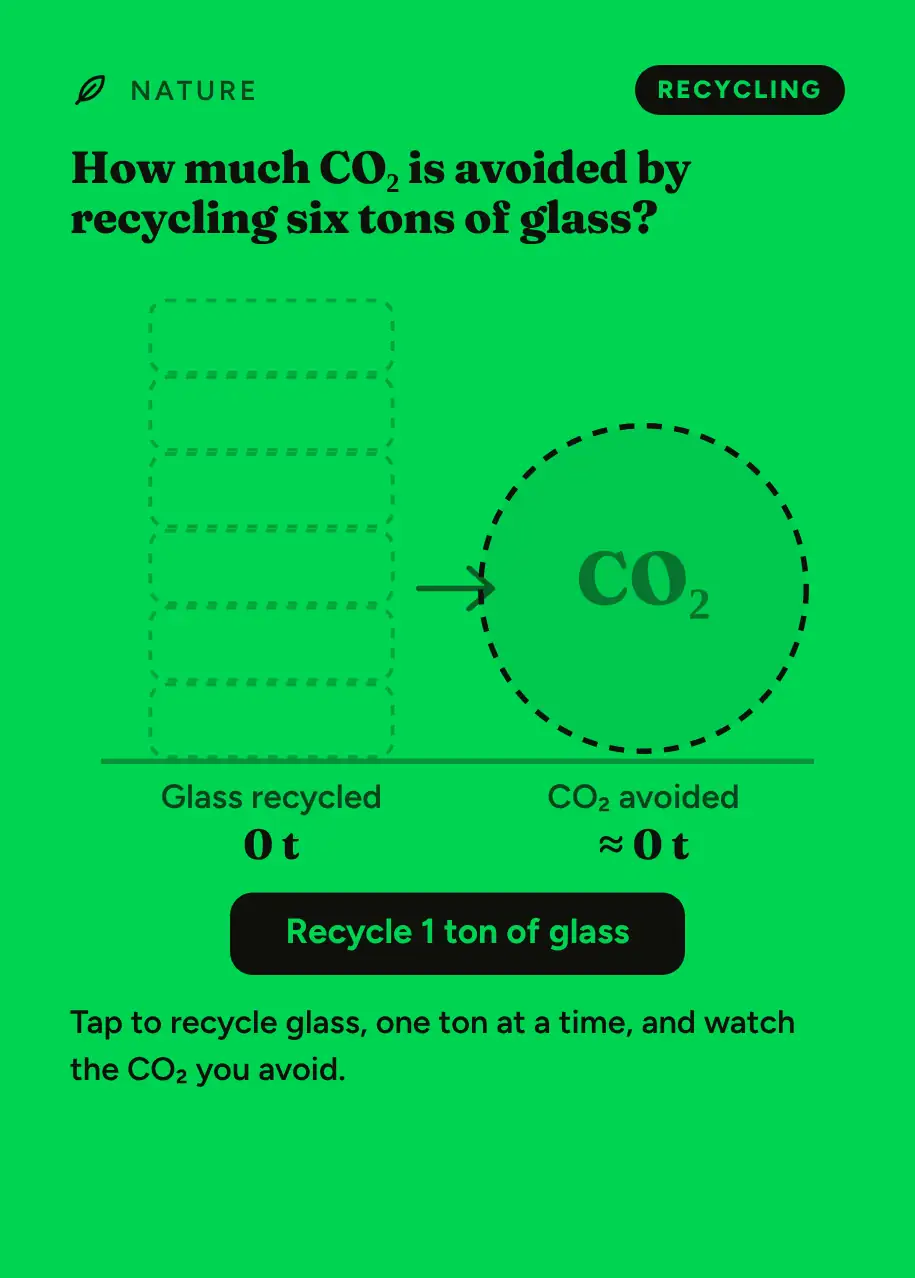 NATURE
RECYCLING
How much CO₂ is avoided by
recycling six tons of glass?
CO₂
Glass recycled
0 t
CO₂ avoided
≈ 0 t
Recycle 1 ton of glass
Tap to recycle glass, one ton at a time, and watch
the CO₂ you avoid.